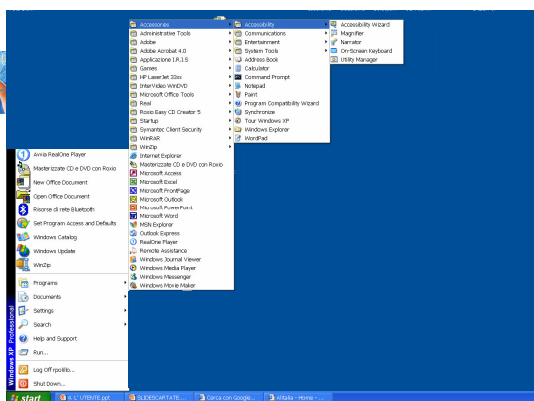 Accessories
Administrative Tools
Adobe
Adobe Acrobat 4.0
Applicazione I.R.I.S
Games
HP LaserJet 33xx
InterVideo WinDVD
Microsoft Office Tools
Real
Roxio Easy CD Creator 5
Startup
Symantec Client Security
WinRAR
WinZip
Internet Explorer
Masterizzate CD e DVD con Roxio
Microsoft Access
Microsoft Excel
Microsoft FrontPage
Microsoft Outlook
Microsoft PowerPoint
Microsoft Word
MSN Explorer
Outlook Express
RealOne Player
Remote Assistance
Windows Journal Viewer
Windows Media Player
Windows Messenger
Windows Movie Maker
Accessibility
Communications
Entertainment
System Tools
Address Book
Calculator
Command Prompt
Notepad
Paint
Program Compatibility Wizard
Synchronize
Tour Windows XP
Windows Explorer
WordPad
Accessibility Wizard
Magnifier
Narrator
On-Screen Keyboard
Utility Manager
Avvia RealOne Player
Masterizzate CD e DVD con Roxio
New Office Document
Open Office Document
Risorse di rete Bluetooth
Set Program Access and Defaults
Windows Catalog
Windows Update
WinZip
Programs
Documents
Settings
Search
Help and Support
Run...
Log Off rpolillo...
Shut Down...
Windows XP Professional
start
IA L' UTENTE.ppt
SLIDESCARTATE....
Cerca con Google...
Alitalia - Home - ...